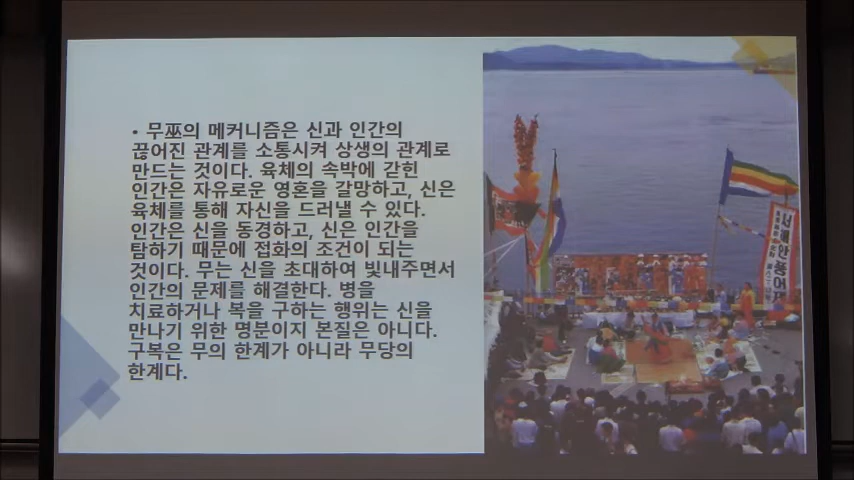 • 무巫의 메커니즘은 신과 인간의
끊어진 관계를 소통시켜 상생의 관계로
만드는 것이다. 육체의 속박에 갇힌
인간은 자유로운 영혼을 갈망하고, 신은
육체를 통해 자신을 드러낼 수 있다.
인간은 신을 동경하고, 신은 인간을
탐하기 때문에 접화의 조건이 되는
것이다. 무는 신을 초대하여 빛내주면서
인간의 문제를 해결한다. 병을
치료하거나 복을 구하는 행위는 신을
만나기 위한 명분이지 본질은 아니다.
구복은 무의 한계가 아니라 무당의
한계다.
서해안풍어제